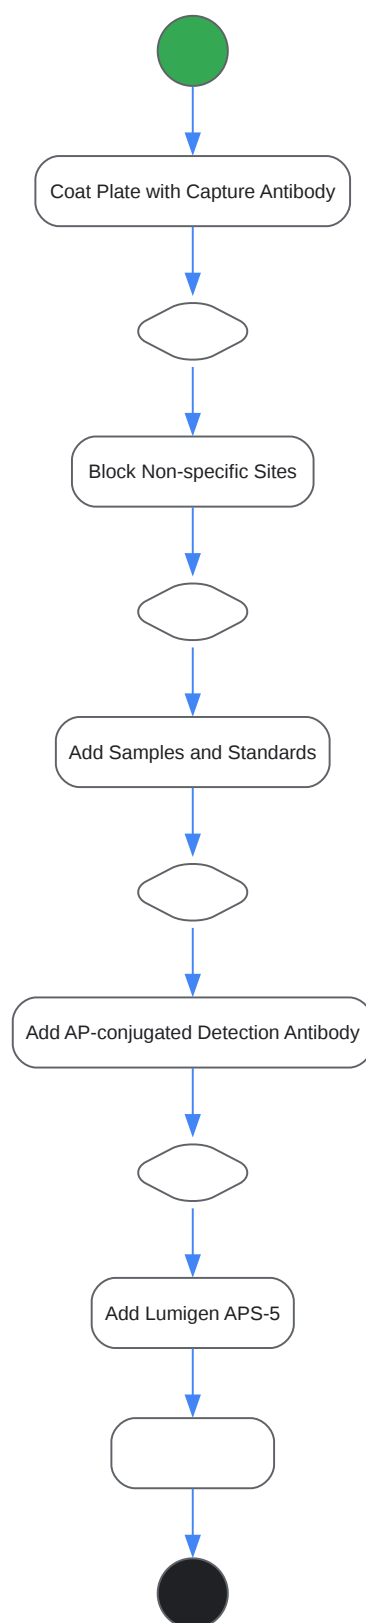 Coat Plate with Capture Antibody
Block Non-specific Sites
Add Samples and Standards
Add AP-conjugated Detection Antibody
Add Lumigen APS-5